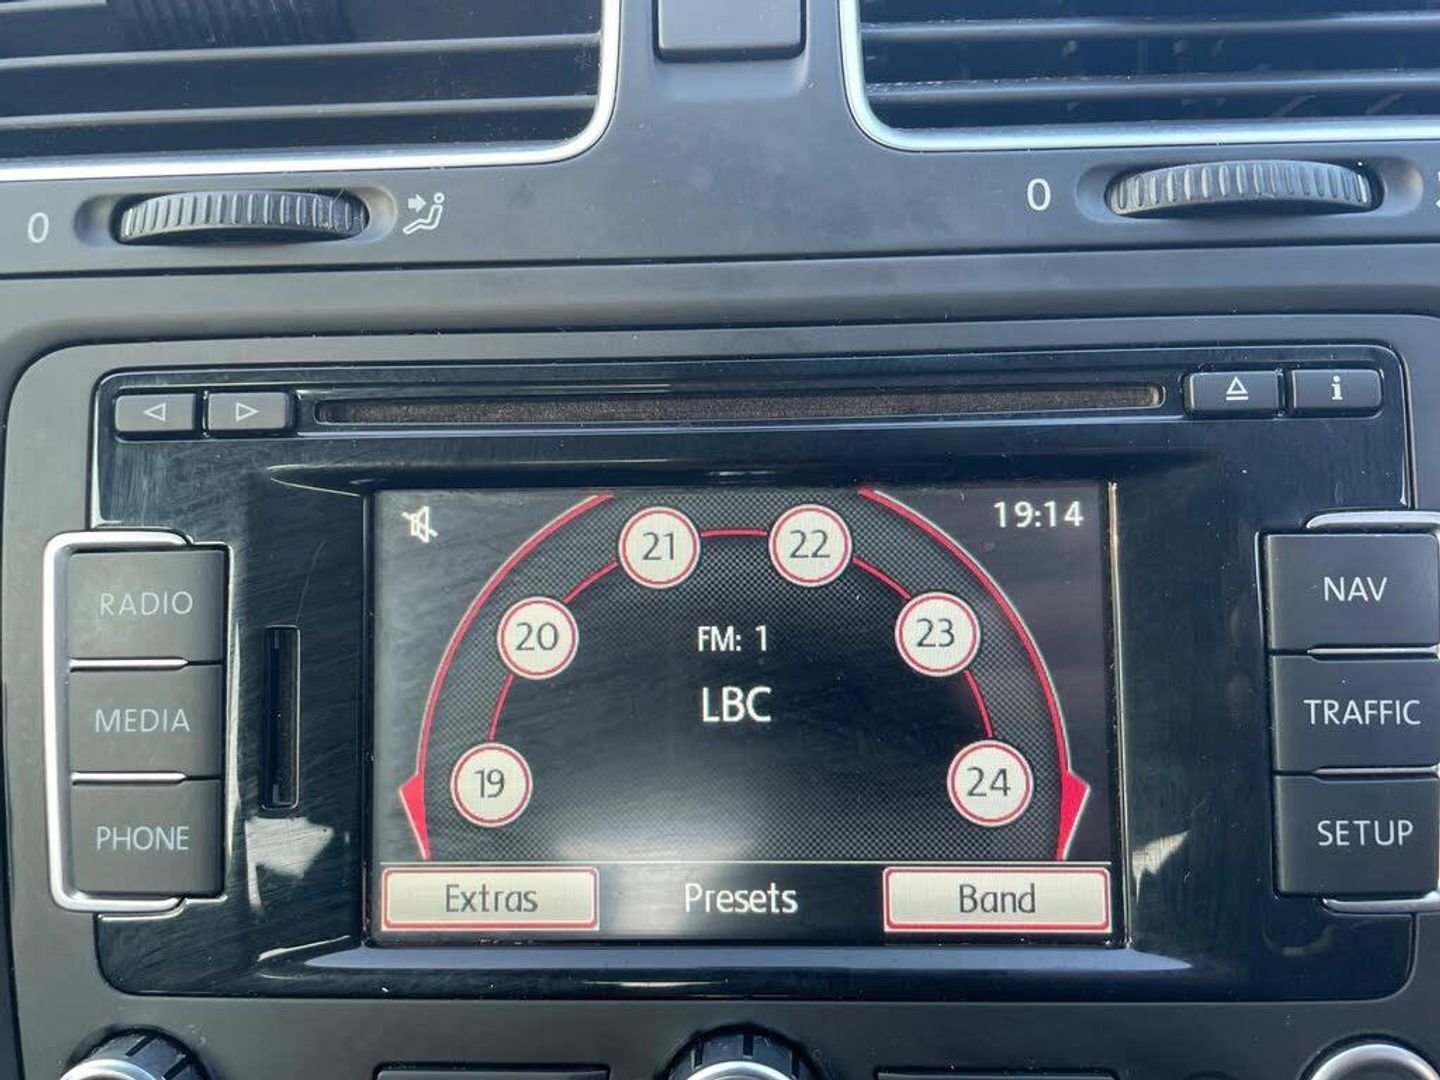 0
0
i
19:14
21
22
20
23
FM: 1
LBC
19
24
Extras
Presets
Band
RADIO
MEDIA
PHONE
NAV
TRAFFIC
SETUP